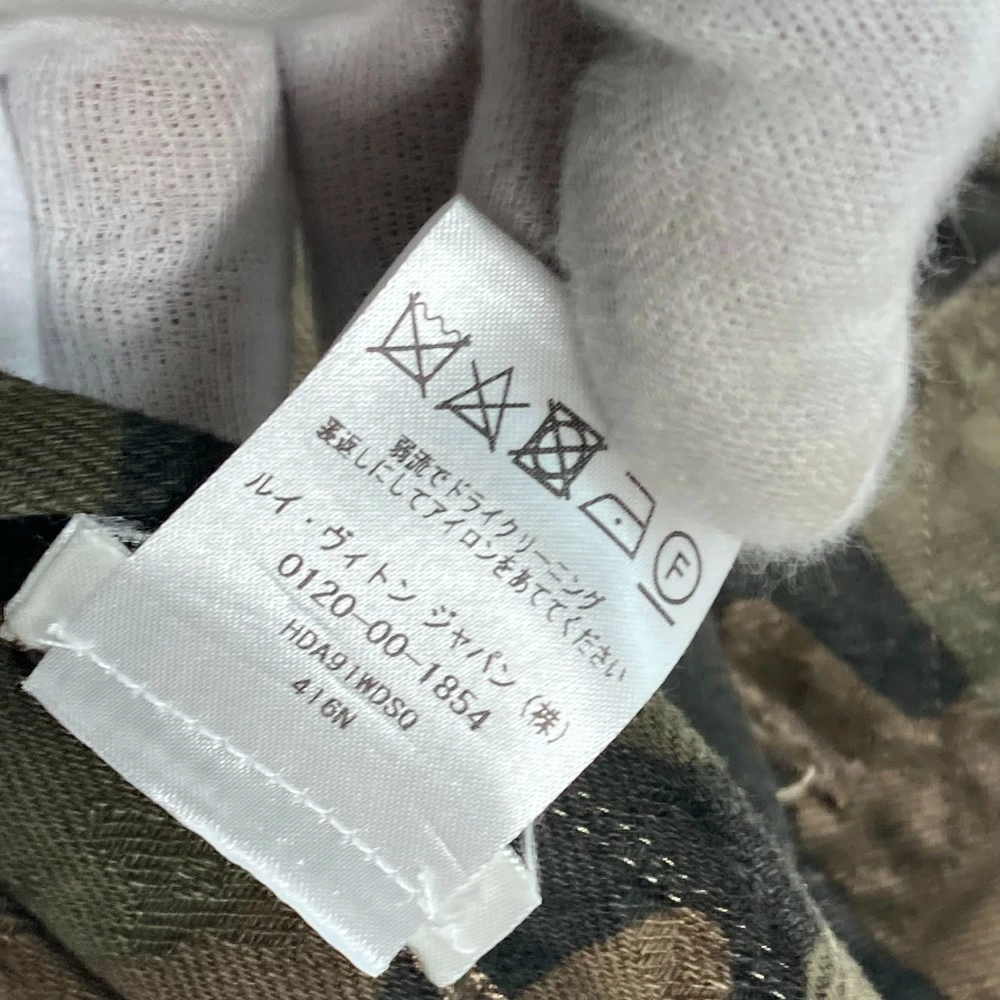 F
弱流でドライクリーニング
裏返しにしてアイロンをあててください
ルイ・ヴィトン ジャパン (株)
0120-00-1854
HDA91WDSQ
416N